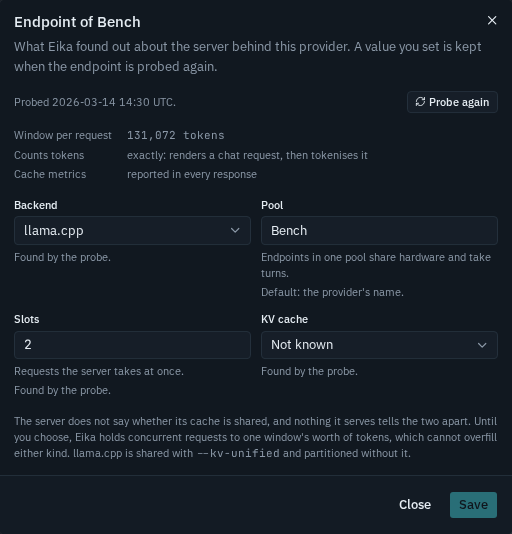 Endpoint of Bench
What Eika found out about the server behind this provider. A value you set is kept
when the endpoint is probed again.
Probed 2026-03-14 14:30 UTC.
Probe again
Window per request 131,072 tokens
Counts tokens exactly: renders a chat request, then tokenises it
Cache metrics reported in every response
Backend
llama.cpp
Found by the probe.
Pool
Bench
Endpoints in one pool share hardware and take
turns.
Default: the provider's name.
Slots
2
Requests the server takes at once.
Found by the probe.
KV cache
Not known
Found by the probe.
The server does not say whether its cache is shared, and nothing it serves tells the two apart. Until
you choose, Eika holds concurrent requests to one window's worth of tokens, which cannot overfill
either kind. llama.cpp is shared with --kv-unified and partitioned without it.
Close
Save